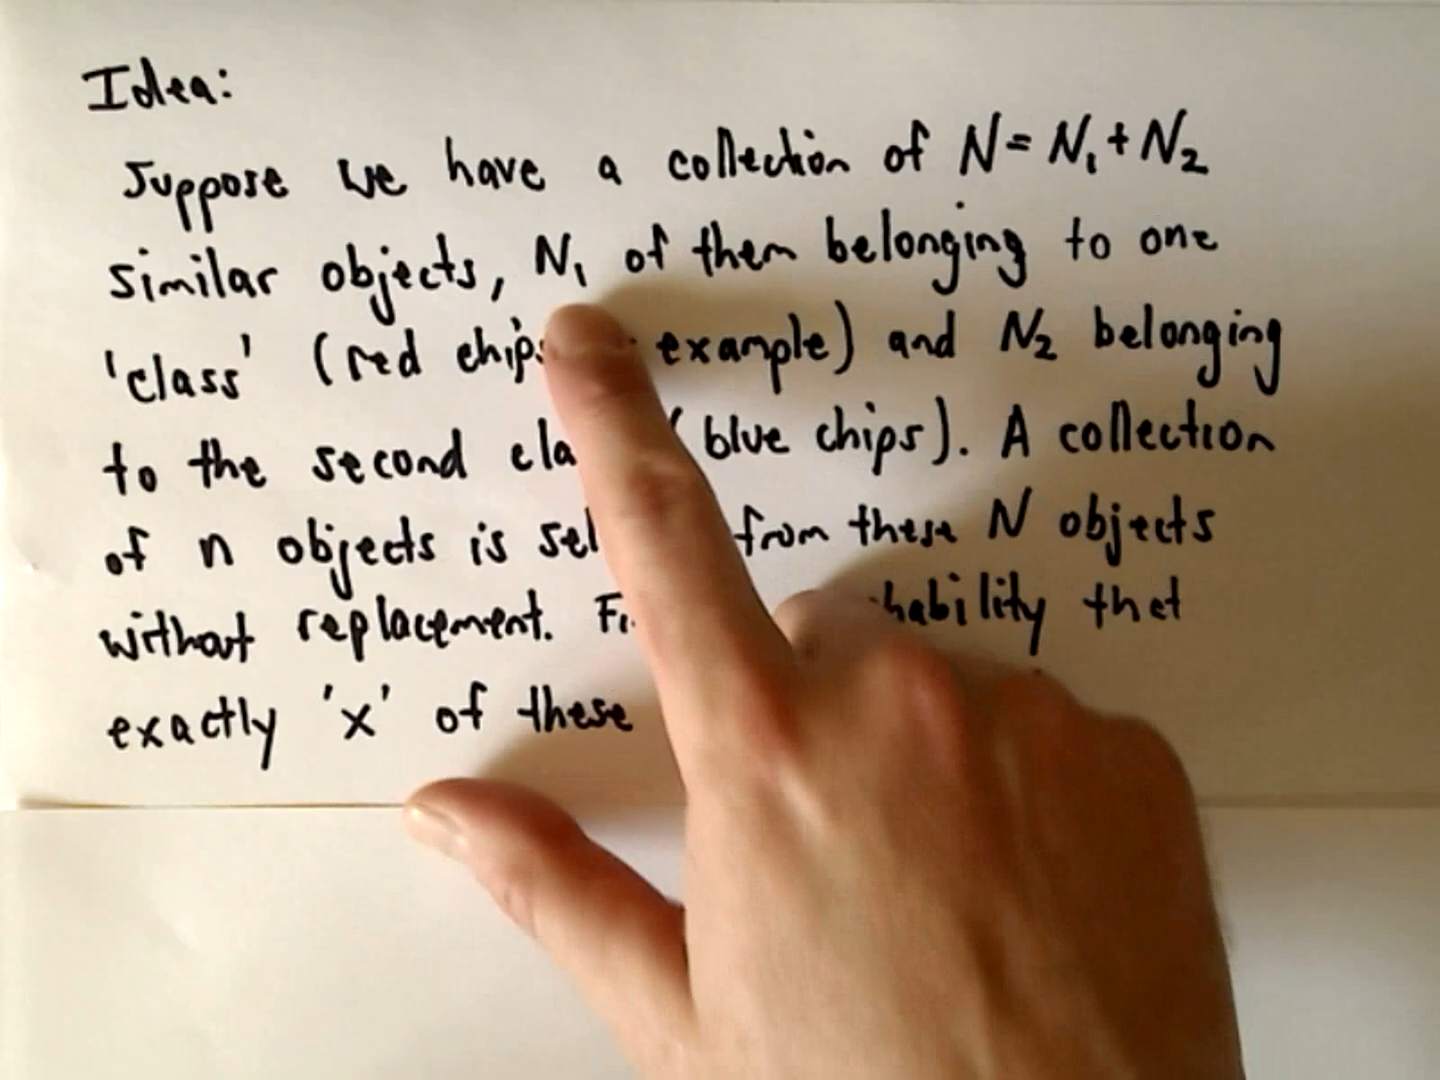 Idea:
Suppose we have a collection of N = N₁ + N₂
similar objects, N₁ of them belonging to one
'class' (red chips example) and N₂ belonging
to the second (blue chips). A collection
of n objects is from these N objects
without replacement. that
exactly 'x' of these